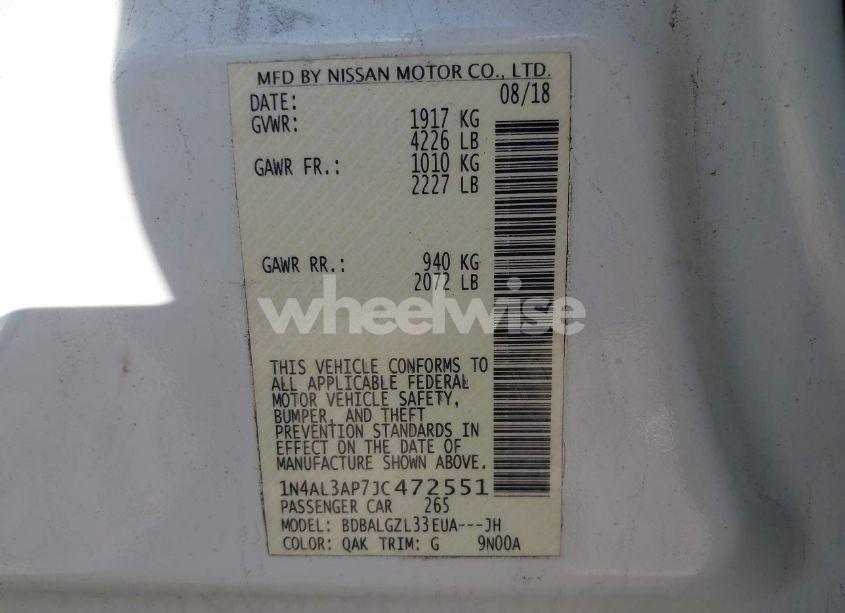 MFD BY NISSAN MOTOR CO., LTD.
DATE: 08/18
GVWR: 1917 KG
4226 LB
GAWR FR.: 1010 KG
2227 LB
GAWR RR.: 940 KG
2072 LB
wheelwise
THIS VEHICLE CONFORMS TO
ALL APPLICABLE FEDERAL
MOTOR VEHICLE SAFETY,
BUMPER, AND THEFT
PREVENTION STANDARDS IN
EFFECT ON THE DATE OF
MANUFACTURE SHOWN ABOVE.
1N4AL3AP7JC472551
PASSENGER CAR 265
MODEL: BDBALGZL33EUA---JH
COLOR: QAK TRIM: G 9N00A